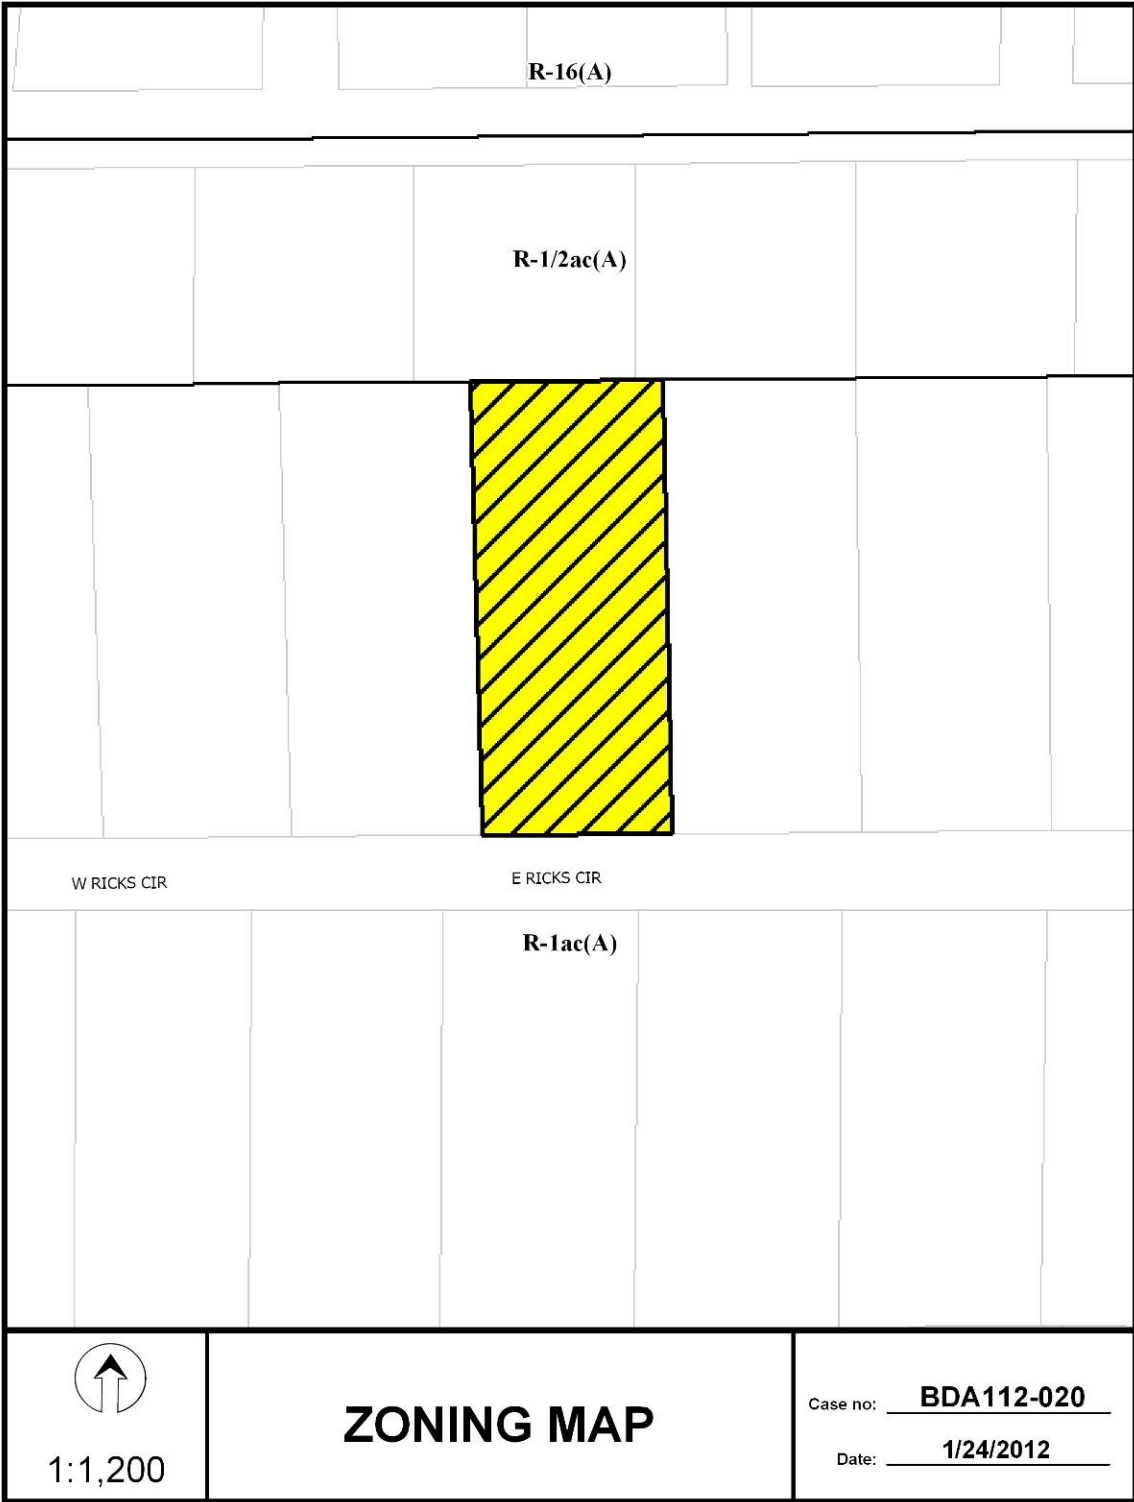 R-16(A)
R-1/2ac(A)
W RICKS CIR
E RICKS CIR
R-1ac(A)
1:1,200
ZONING MAP
Case no: BDA112-020
Date: 1/24/2012